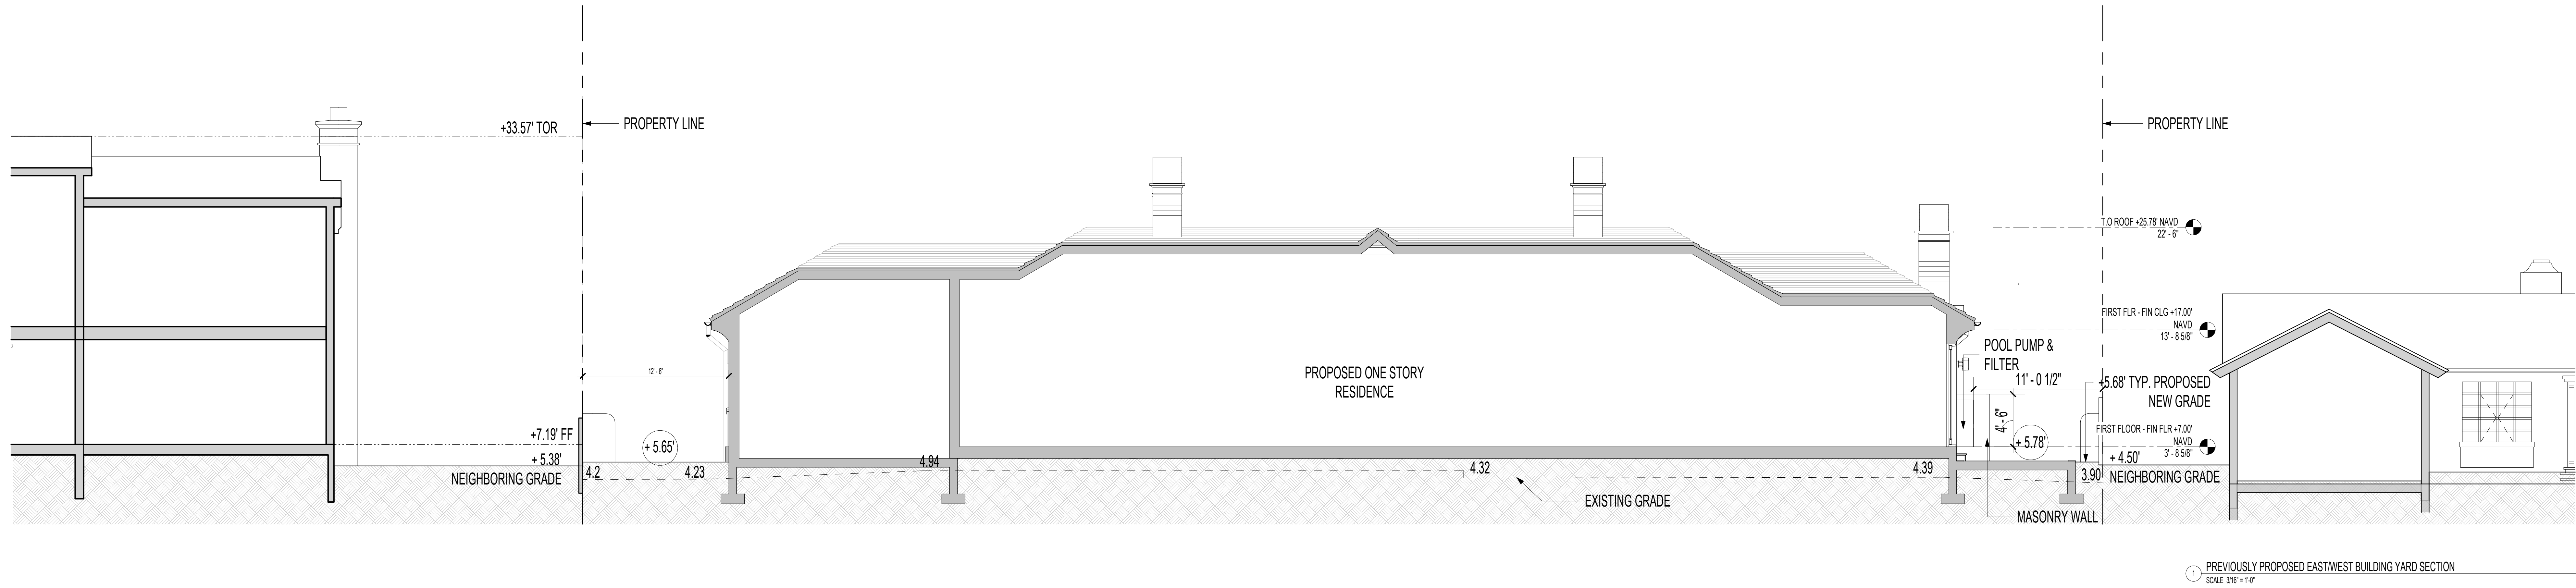 +33.57' TOR
PROPERTY LINE
PROPERTY LINE
T.O ROOF +25.78' NAVD
22' - 6"
FIRST FLR - FIN CLG +17.00'
NAVD
13' - 8 5/8"
POOL PUMP &
FILTER
12' - 6"
PROPOSED ONE STORY
RESIDENCE
11' - 0 1/2"
+5.68' TYP. PROPOSED
NEW GRADE
4' - 6"
FIRST FLOOR - FIN FLR +7.00'
NAVD
3' - 8 5/8"
+7.19' FF
+ 5.65'
+ 5.78'
+ 5.38'
NEIGHBORING GRADE
4.2
4.23
4.94
4.32
4.39
3.90
+ 4.50'
NEIGHBORING GRADE
EXISTING GRADE
MASONRY WALL
1
PREVIOUSLY PROPOSED EAST/WEST BUILDING YARD SECTION
SCALE 3/16" = 1'-0"